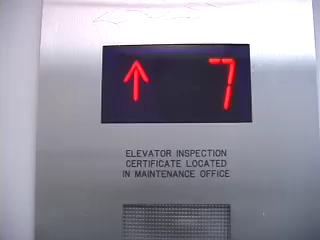 ↑ 7
ELEVATOR INSPECTION
CERTIFICATE LOCATED
IN MAINTENANCE OFFICE